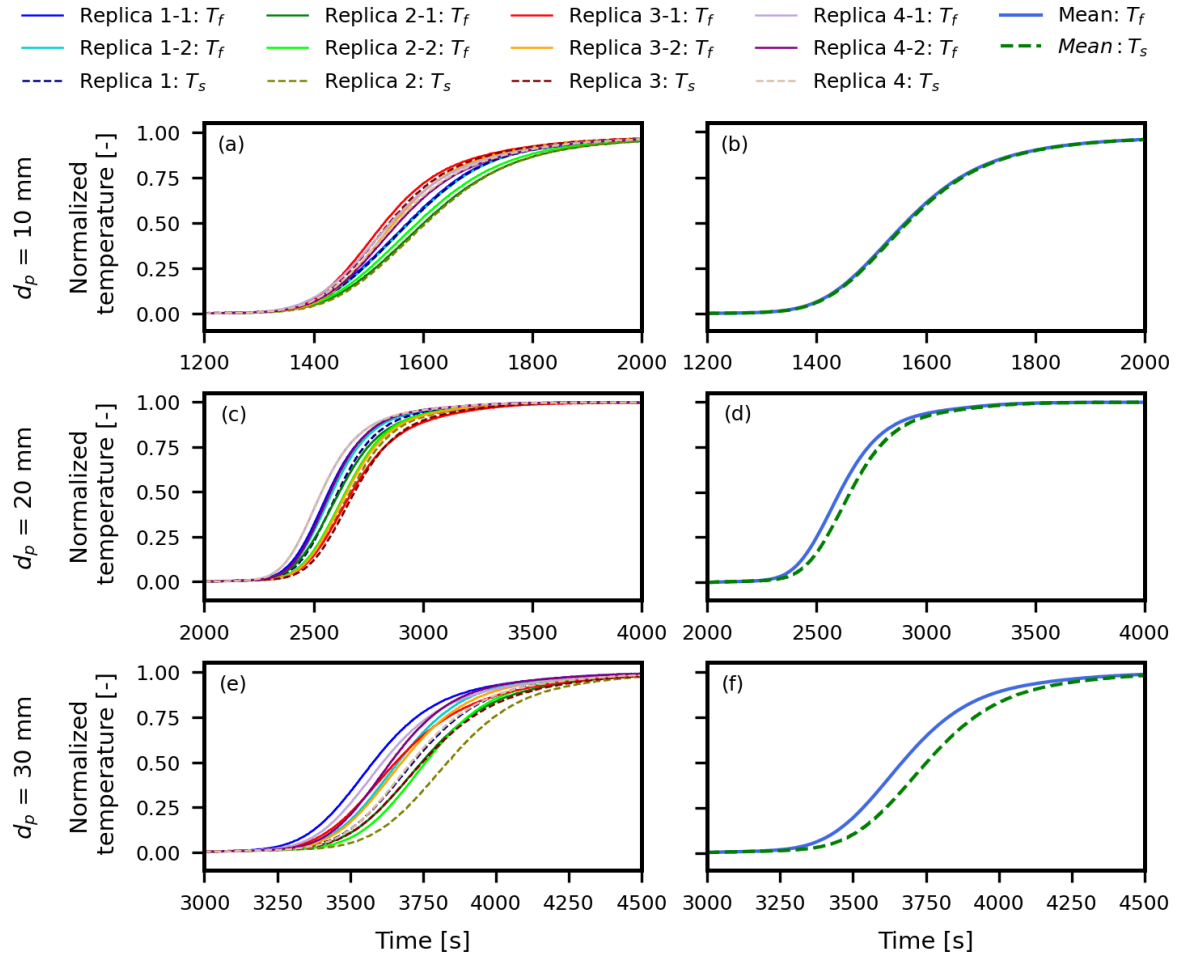 Replica 1-1: T_f Replica 2-1: T_f Replica 3-1: T_f Replica 4-1: T_f Mean: T_f
Replica 1-2: T_f Replica 2-2: T_f Replica 3-2: T_f Replica 4-2: T_f Mean: T_s
Replica 1: T_s Replica 2: T_s Replica 3: T_s Replica 4: T_s
d_p = 10 mm
Normalized
temperature [-]
1.00
0.75
0.50
0.25
0.00
(a)
1200 1400 1600 1800 2000
(b)
1200 1400 1600 1800 2000
d_p = 20 mm
Normalized
temperature [-]
1.00
0.75
0.50
0.25
0.00
(c)
2000 2500 3000 3500 4000
(d)
2000 2500 3000 3500 4000
d_p = 30 mm
Normalized
temperature [-]
1.00
0.75
0.50
0.25
0.00
(e)
3000 3250 3500 3750 4000 4250 4500
Time [s]
(f)
3000 3250 3500 3750 4000 4250 4500
Time [s]